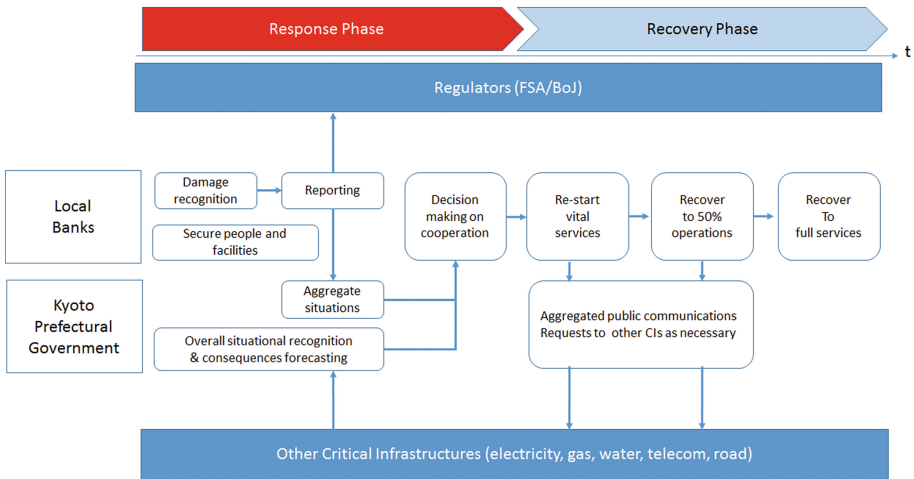 Response Phase
Recovery Phase
t
Regulators (FSA/BoJ)
Local
Banks
Damage
recognition
Reporting
Secure people and
facilities
Decision
making on
cooperation
Re-start
vital
services
Recover
to 50%
operations
Recover
To
full services
Kyoto
Prefectural
Government
Aggregate
situations
Overall situational recognition
& consequences forecasting
Aggregated public communications
Requests to other CIs as necessary
Other Critical Infrastructures (electricity, gas, water, telecom, road)